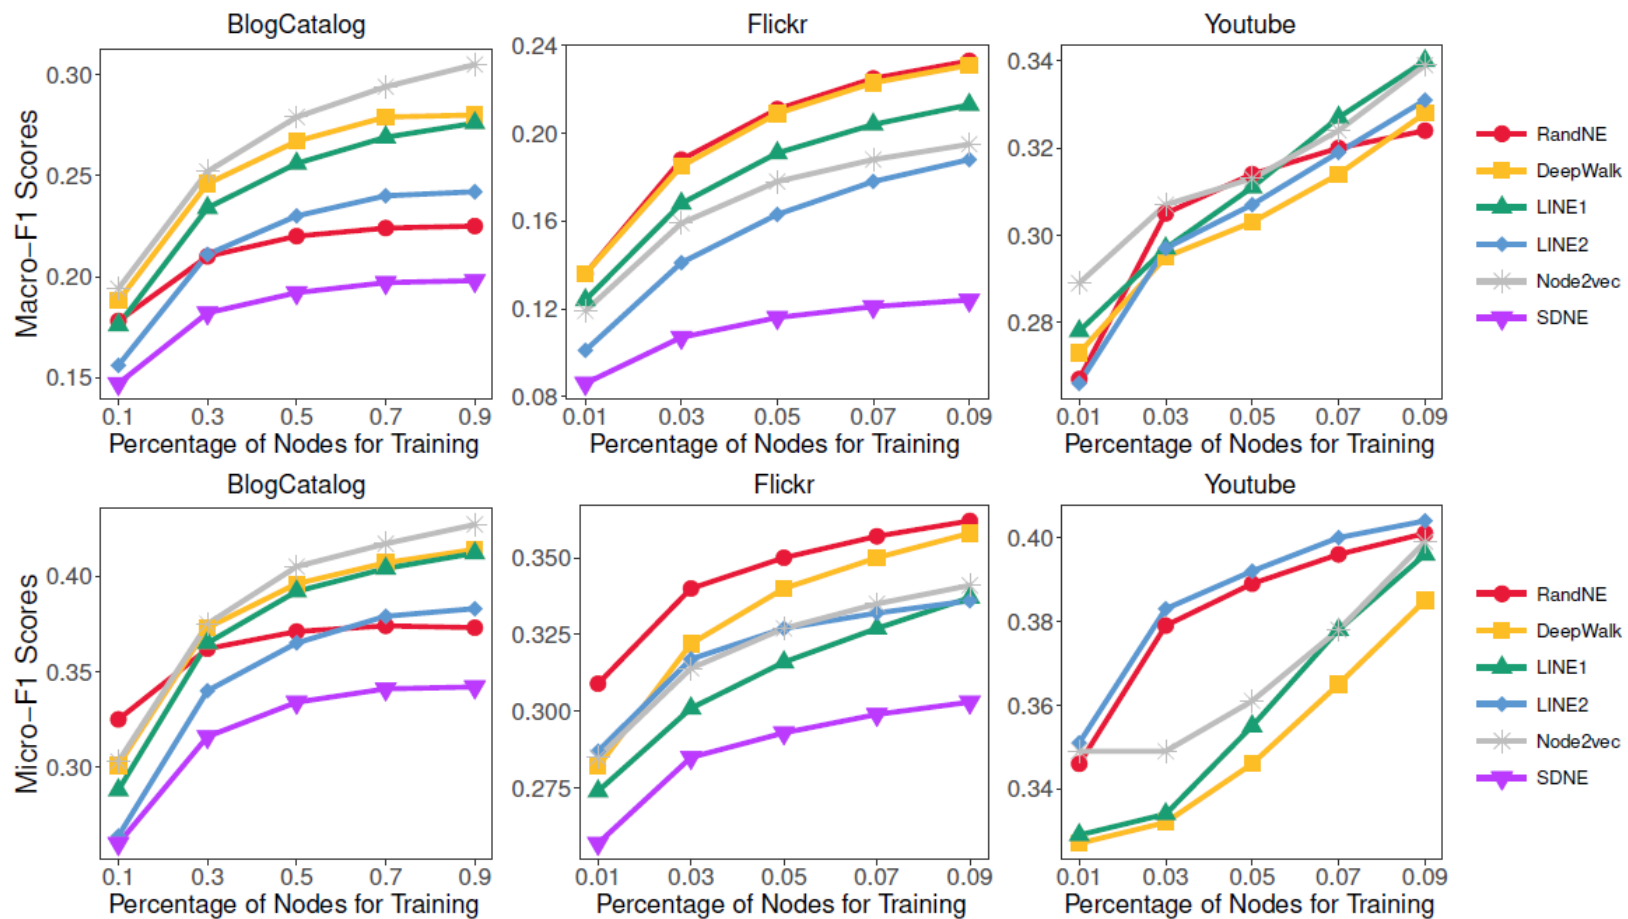 BlogCatalog
Flickr
Youtube
Macro-F1 Scores
0.30
0.25
0.20
0.15
0.1 0.3 0.5 0.7 0.9
Percentage of Nodes for Training
0.24
0.20
0.16
0.12
0.08
0.01 0.03 0.05 0.07 0.09
Percentage of Nodes for Training
0.34
0.32
0.30
0.28
0.01 0.03 0.05 0.07 0.09
Percentage of Nodes for Training
RandNE
DeepWalk
LINE1
LINE2
Node2vec
SDNE
BlogCatalog
Flickr
Youtube
Micro-F1 Scores
0.40
0.35
0.30
0.1 0.3 0.5 0.7 0.9
Percentage of Nodes for Training
0.350
0.325
0.300
0.275
0.01 0.03 0.05 0.07 0.09
Percentage of Nodes for Training
0.40
0.38
0.36
0.34
0.01 0.03 0.05 0.07 0.09
Percentage of Nodes for Training
RandNE
DeepWalk
LINE1
LINE2
Node2vec
SDNE